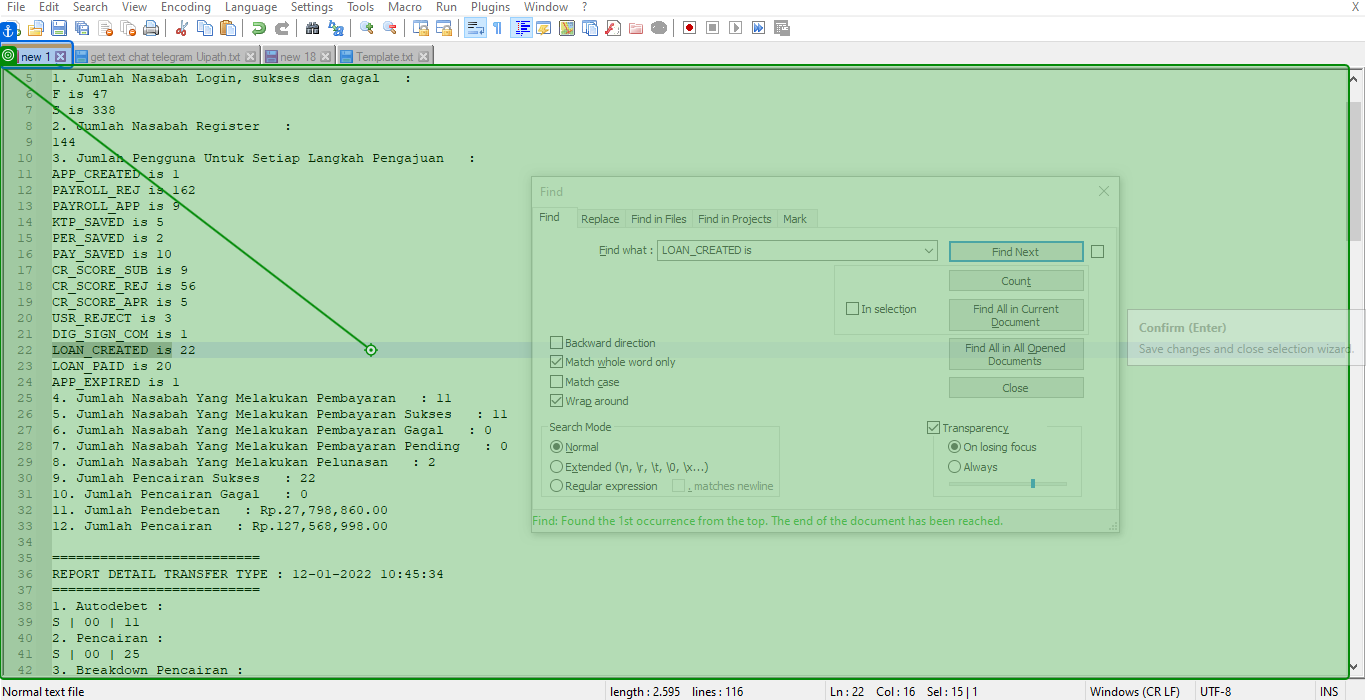 File Edit Search View Encoding Language Settings Tools Macro Run Plugins Window ? X
new 1 get text chat telegram Uipath.txt new 18 Template.txt
5 1. Jumlah Nasabah Login, sukses dan gagal :
6 F is 47
7 S is 338
8 2. Jumlah Nasabah Register :
9 144
10 3. Jumlah Pengguna Untuk Setiap Langkah Pengajuan :
11 APP_CREATED is 1
12 PAYROLL_REJ is 162
13 PAYROLL_APP is 9
14 KTP_SAVED is 5
15 PER_SAVED is 2
16 PAY_SAVED is 10
17 CR_SCORE_SUB is 9
18 CR_SCORE_REJ is 56
19 CR_SCORE_APR is 5
20 USR_REJECT is 3
21 DIG_SIGN_COM is 1
22 LOAN_CREATED is 22
23 LOAN_PAID is 20
24 APP_EXPIRED is 1
25 4. Jumlah Nasabah Yang Melakukan Pembayaran : 11
26 5. Jumlah Nasabah Yang Melakukan Pembayaran Sukses : 11
27 6. Jumlah Nasabah Yang Melakukan Pembayaran Gagal : 0
28 7. Jumlah Nasabah Yang Melakukan Pembayaran Pending : 0
29 8. Jumlah Nasabah Yang Melakukan Pelunasan : 2
30 9. Jumlah Pencairan Sukses : 22
31 10. Jumlah Pencairan Gagal : 0
32 11. Jumlah Pendebetan : Rp.27,798,860.00
33 12. Jumlah Pencairan : Rp.127,568,998.00
34
35 ==========================
36 REPORT DETAIL TRANSFER TYPE : 12-01-2022 10:45:34
37 ==========================
38 1. Autodebet :
39 S | 00 | 11
40 2. Pencairan :
41 S | 00 | 25
42 3. Breakdown Pencairan :
Find
Find Replace Find in Files Find in Projects Mark
Find what : LOAN_CREATED is
Find Next
Count
In selection
Find All in Current
Document
Find All in All Opened
Documents
Close
Backward direction
Match whole word only
Match case
Wrap around
Search Mode
Normal
Extended (\n, \r, \t, \0, \x...)
Regular expression . matches newline
Transparency
On losing focus
Always
Find: Found the 1st occurrence from the top. The end of the document has been reached.
Confirm (Enter)
Save changes and close selection wizard.
Normal text file length : 2.595 lines : 116 Ln : 22 Col : 16 Sel : 15 | 1 Windows (CR LF) UTF-8 INS